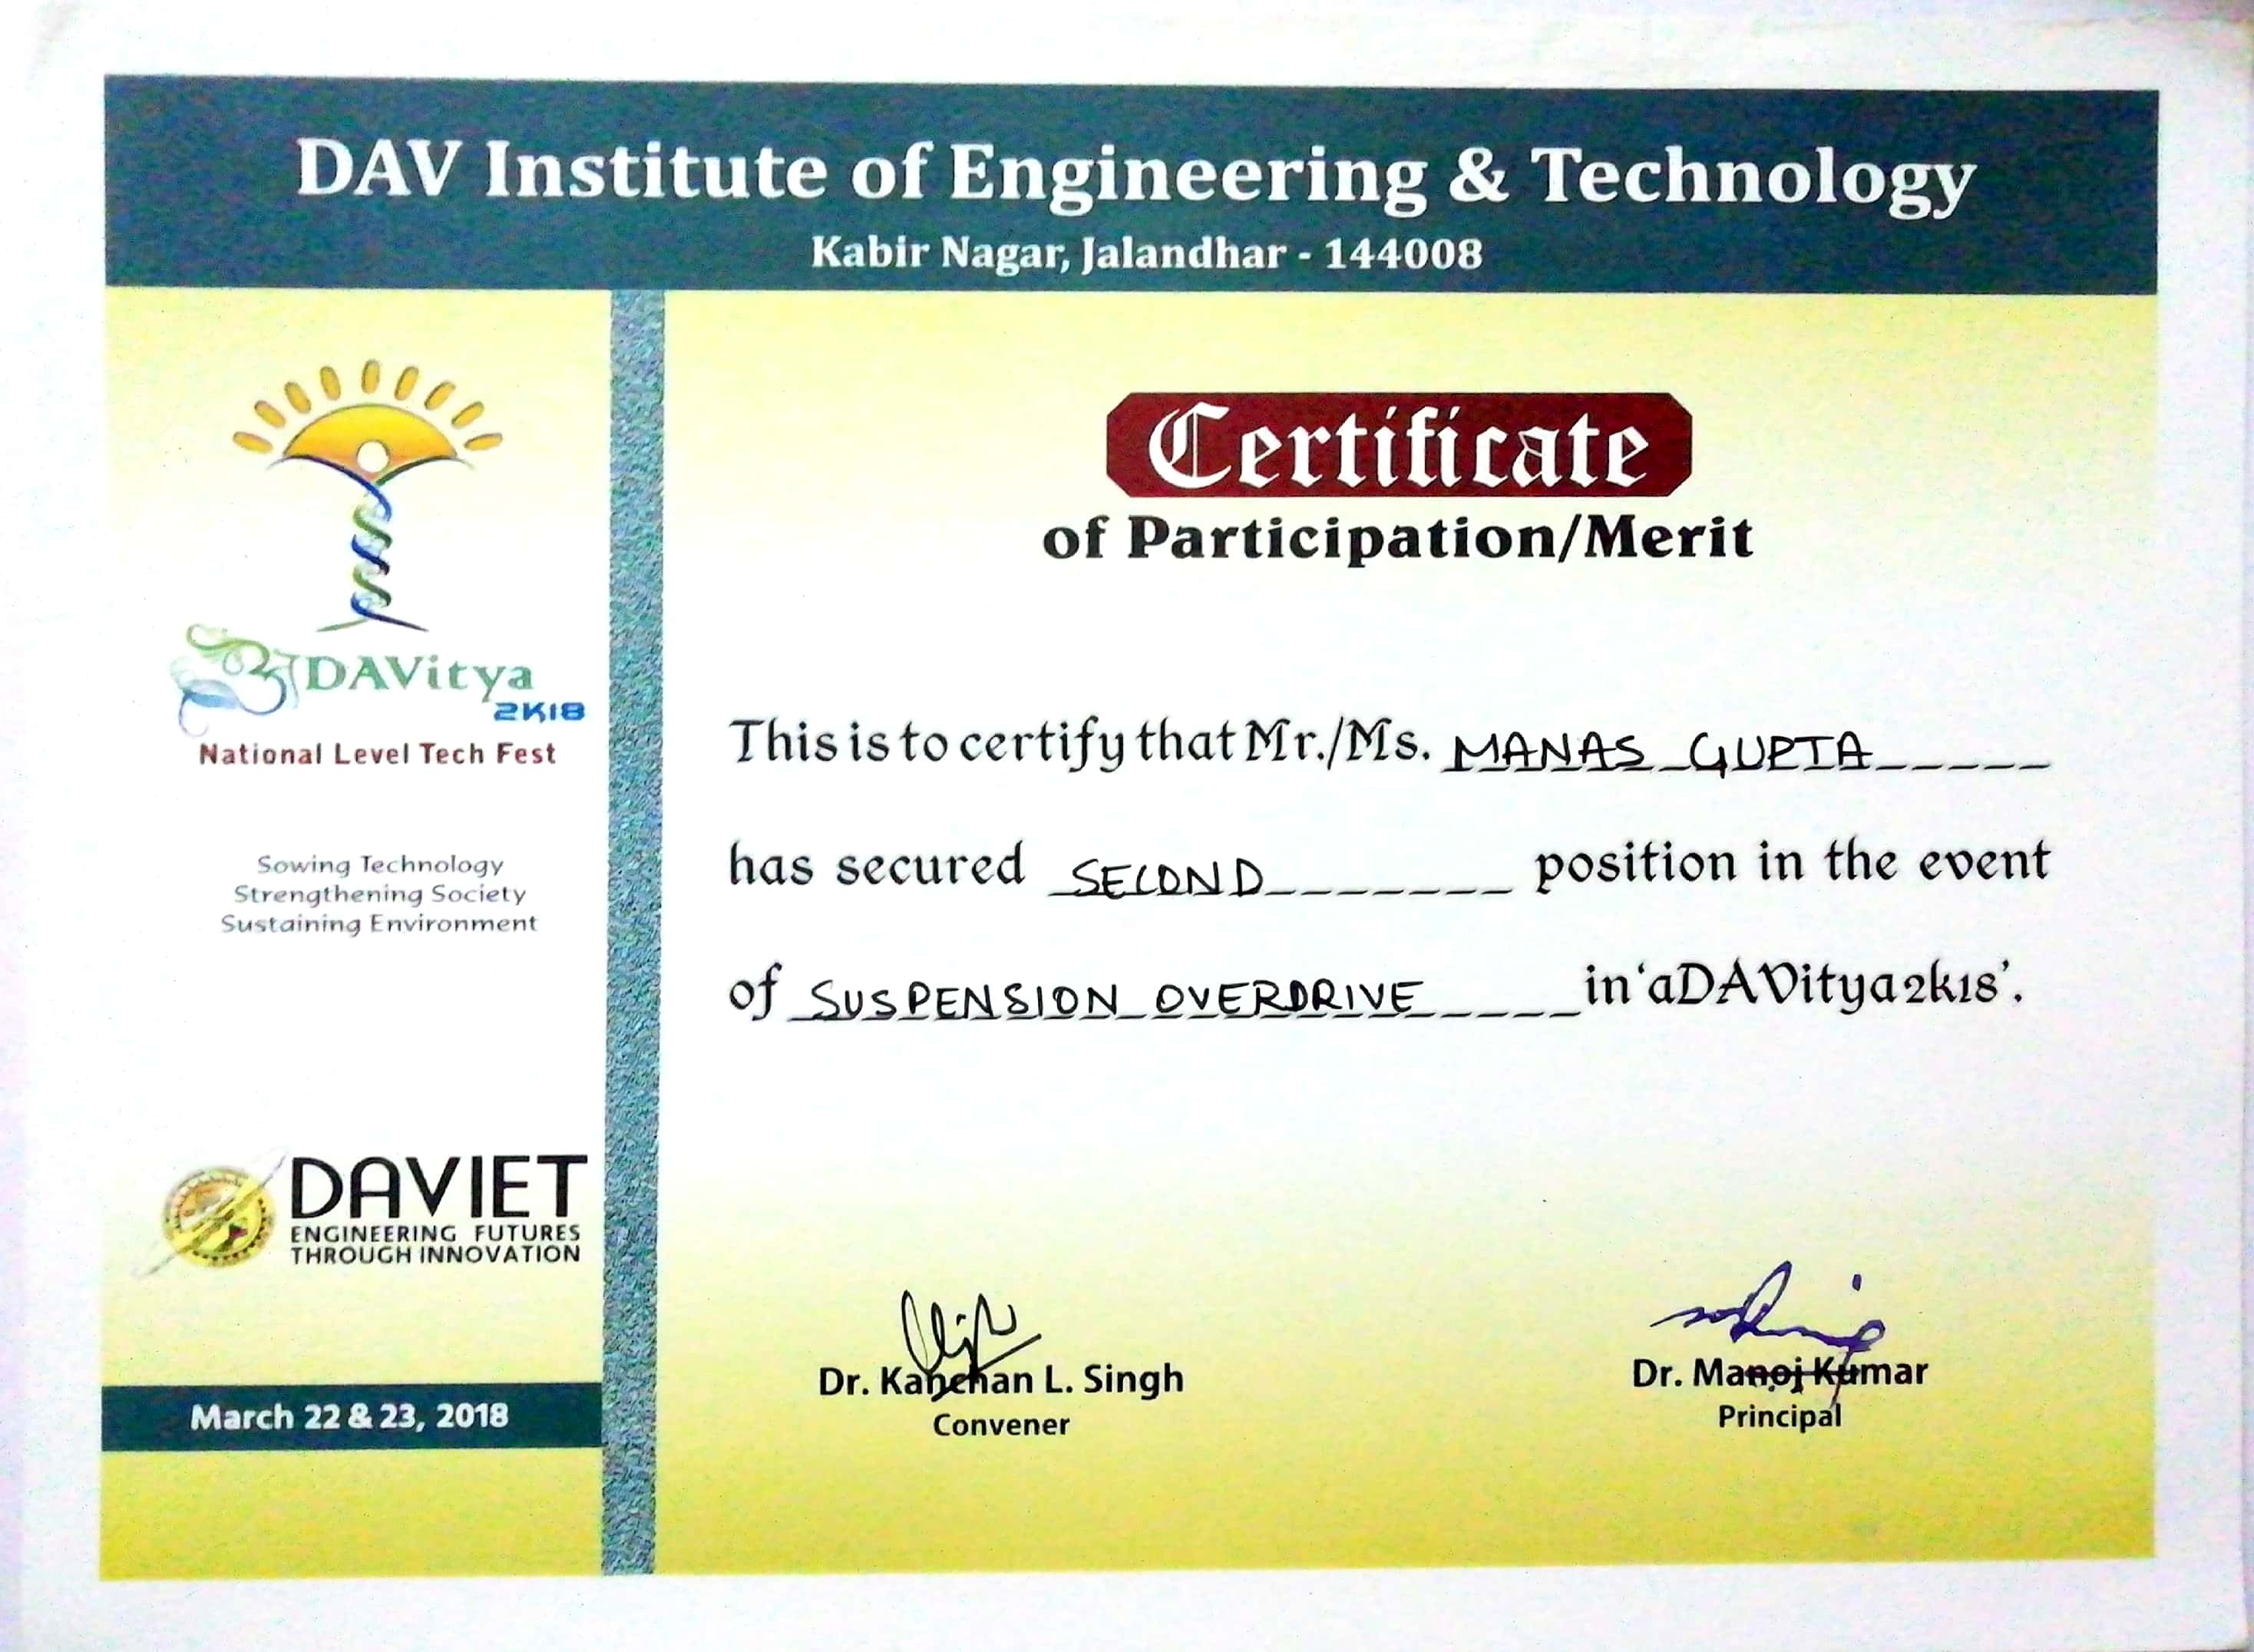 DAV Institute of Engineering & Technology
Kabir Nagar, Jalandhar - 144008
Certificate
of Participation/Merit
This is to certify that Mr./Ms. MANAS GUPTA
has secured SECOND position in the event
of SUSPENSION OVERDRIVE in 'aDAVitya2k18'.
Dr. Kanchan L. Singh
Convener
Dr. Manoj Kumar
Principal
अDAVitya
2K18
National Level Tech Fest
Sowing Technology
Strengthening Society
Sustaining Environment
DAVIET
ENGINEERING FUTURES
THROUGH INNOVATION
March 22 & 23, 2018